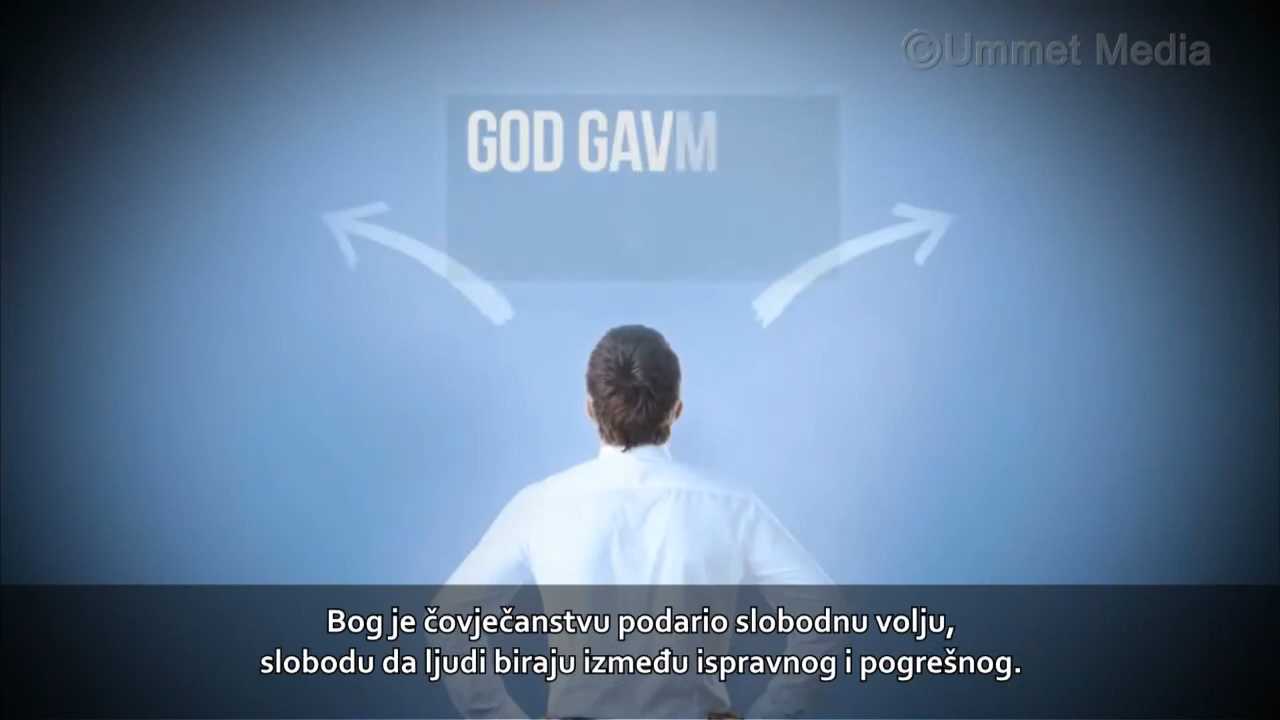 ©Ummet Media
GOD GAVM
Bog je čovječanstvu podario slobodnu volju,
slobodu da ljudi biraju između ispravnog i pogrešnog.